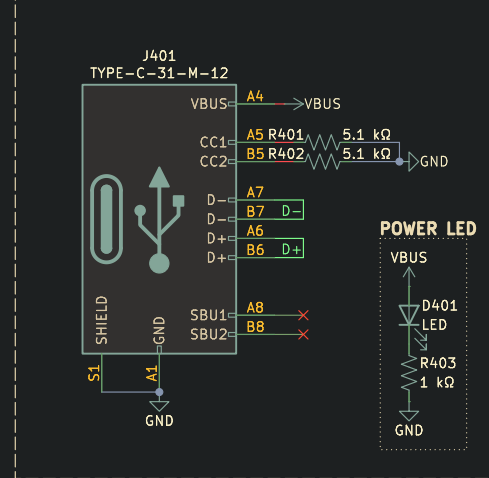 J401
TYPE-C-31-M-12
VBUS A4 VBUS
CC1 A5 R401 5.1 kΩ
CC2 B5 R402 5.1 kΩ GND
D- A7
D- B7 D-
D+ A6
D+ B6 D+
SBU1 A8
SBU2 B8
SHIELD GND
S1 A1
GND
POWER LED
VBUS
D401
LED
R403
1 kΩ
GND